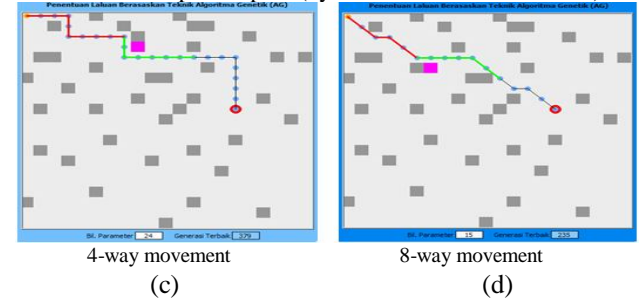 Penentuan Laluan Berasaskan Teknik Algoritma Genetik (AG)
Penentuan Laluan Berasaskan Teknik Algoritma Genetik (AG)
Bil. Parameter 24 Generasi Terbaik 379
Bil. Parameter 15 Generasi Terbaik 235
4-way movement
8-way movement
(c)
(d)